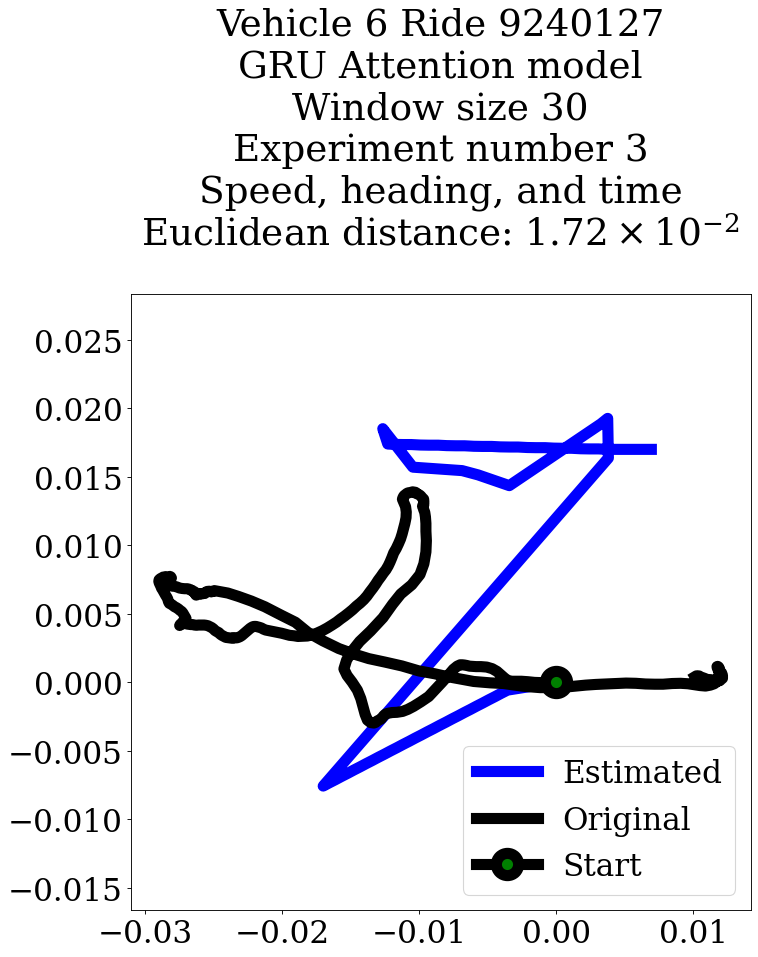 Vehicle 6 Ride 9240127
GRU Attention model
Window size 30
Experiment number 3
Speed, heading, and time
Euclidean distance: 1.72 × 10⁻²
0.025
0.020
0.015
0.010
0.005
0.000
−0.005
−0.010
−0.015
Estimated
Original
Start
−0.03 −0.02 −0.01 0.00 0.01